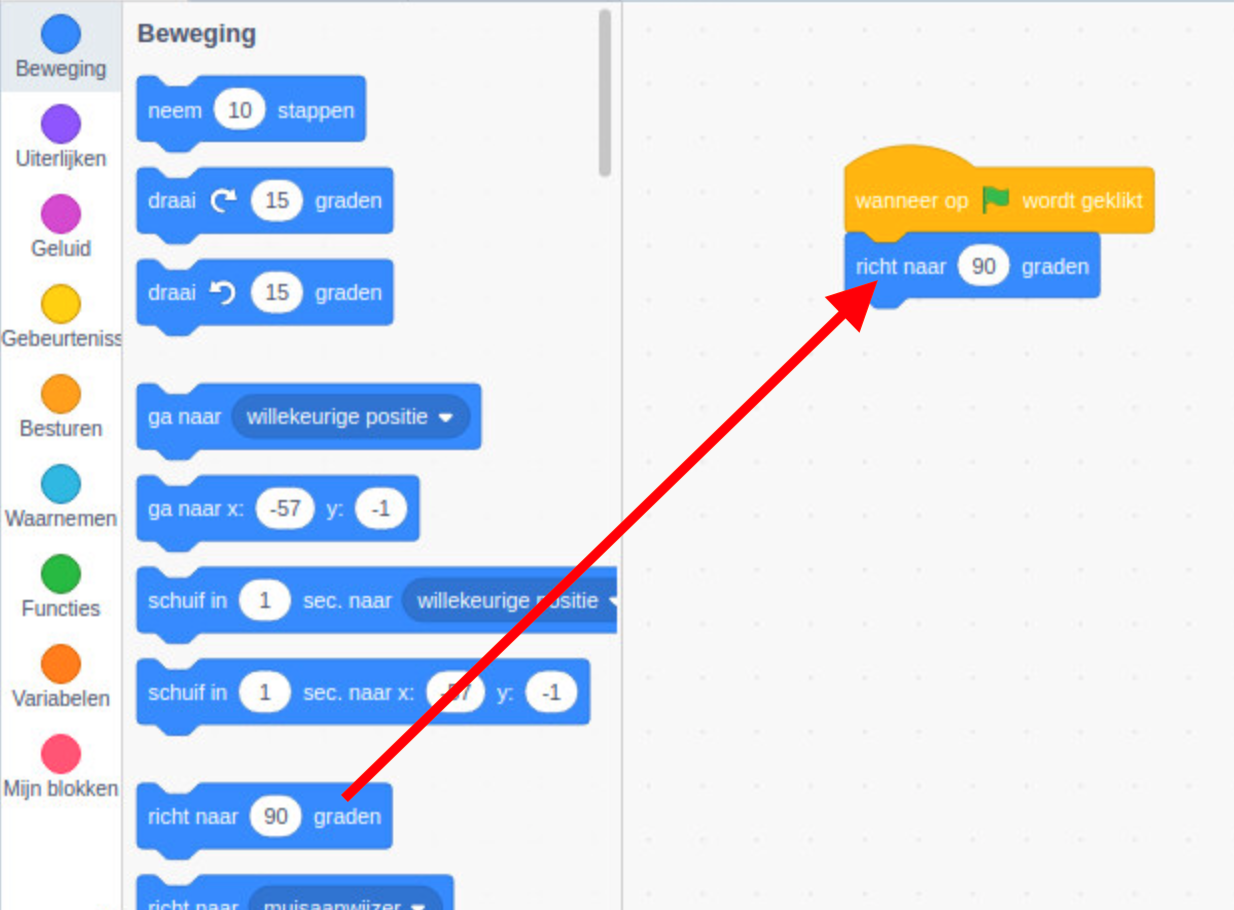 Beweging
Uiterlijken
Geluid
Gebeurteniss
Besturen
Waarnemen
Functies
Variabelen
Mijn blokken
Beweging
neem 10 stappen
draai 15 graden
draai 15 graden
ga naar willekeurige positie
ga naar x: -57 y: -1
schuif in 1 sec. naar willekeurige positie
schuif in 1 sec. naar x: -57 y: -1
richt naar 90 graden
richt naar muisaanwijzer
wanneer op wordt geklikt
richt naar 90 graden